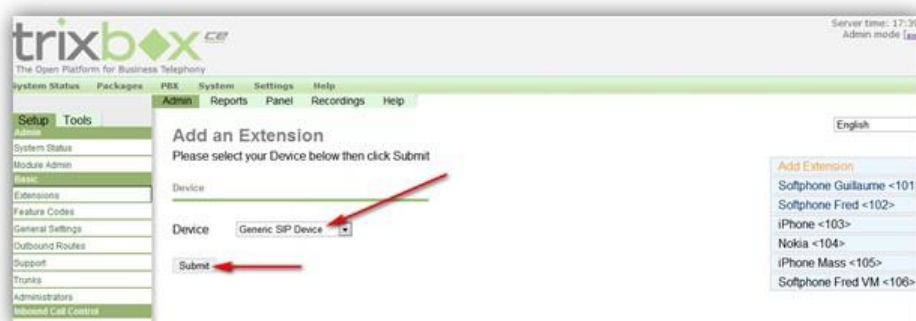 trixbox CE
The Open Platform for Business Telephony
Server time: 17:39
Admin mode
System Status Packages PBX System Settings Help
Admin Reports Panel Recordings Help
Setup Tools
English
Admin
System Status
Module Admin
Basic
Extensions
Feature Codes
General Settings
Outbound Routes
Support
Trunks
Administrators
Inbound Call Control
Add an Extension
Please select your Device below then click Submit
Device
Device Generic SIP Device
Submit
Add Extension
Softphone Guillaume <101
Softphone Fred <102>
iPhone <103>
Nokia <104>
iPhone Mass <105>
Softphone Fred VM <106>